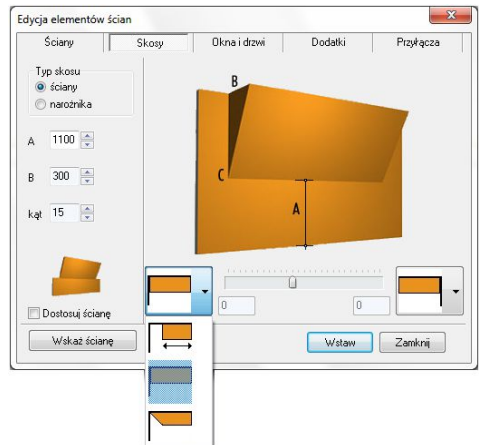 Edycja elementów ścian
Ściany Skosy Okna i drzwi Dodatki Przyłącza
Typ skosu
ściany
narożnika
A 1100
B 300
kąt 15
B
C
A
0 0
Dostosuj ścianę
Wskaż ścianę Wstaw Zamknij